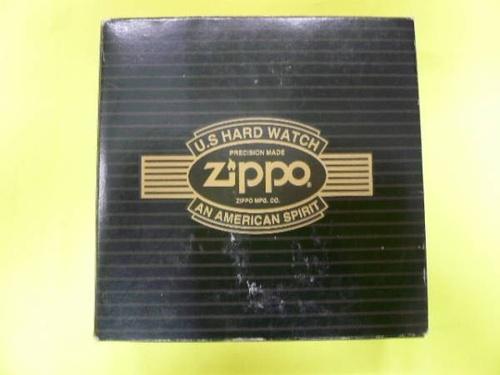 U.S HARD WATCH
PRECISION MADE
Zippo®
ZIPPO MFG. CO.
AN AMERICAN SPIRIT